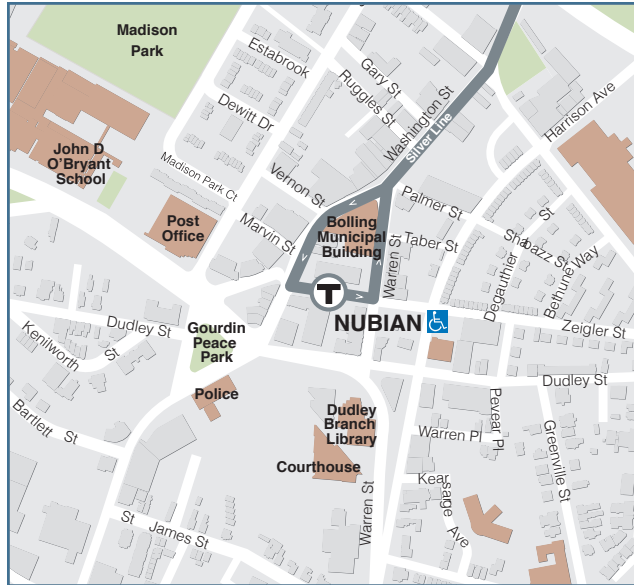 Madison
Park
Estabrook
Gary St
Ruggles St
Washington St
Silver Line
Harrison Ave
Dewitt Dr
John D
O'Bryant
School
Madison Park Ct
Vernon St
Palmer St
Post
Office
Marvin St
Bolling
Municipal
Building
Taber St
Shabazz St
Warren St
Degauthier St
Bethune Way
T
NUBIAN
Zeigler St
Dudley St
Gourdin
Peace
Park
Kenilworth St
Dudley St
Police
Pevear Pl
Bartlett St
Dudley
Branch
Library
Warren Pl
Greenville St
Courthouse
Kearsage Ave
Warren St
St James St